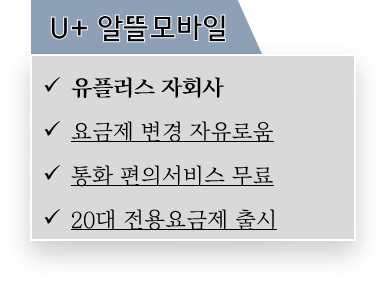 U+ 알뜰모바일
✓ 유플러스 자회사
✓ 요금제 변경 자유로움
✓ 통화 편의서비스 무료
✓ 20대 전용요금제 출시